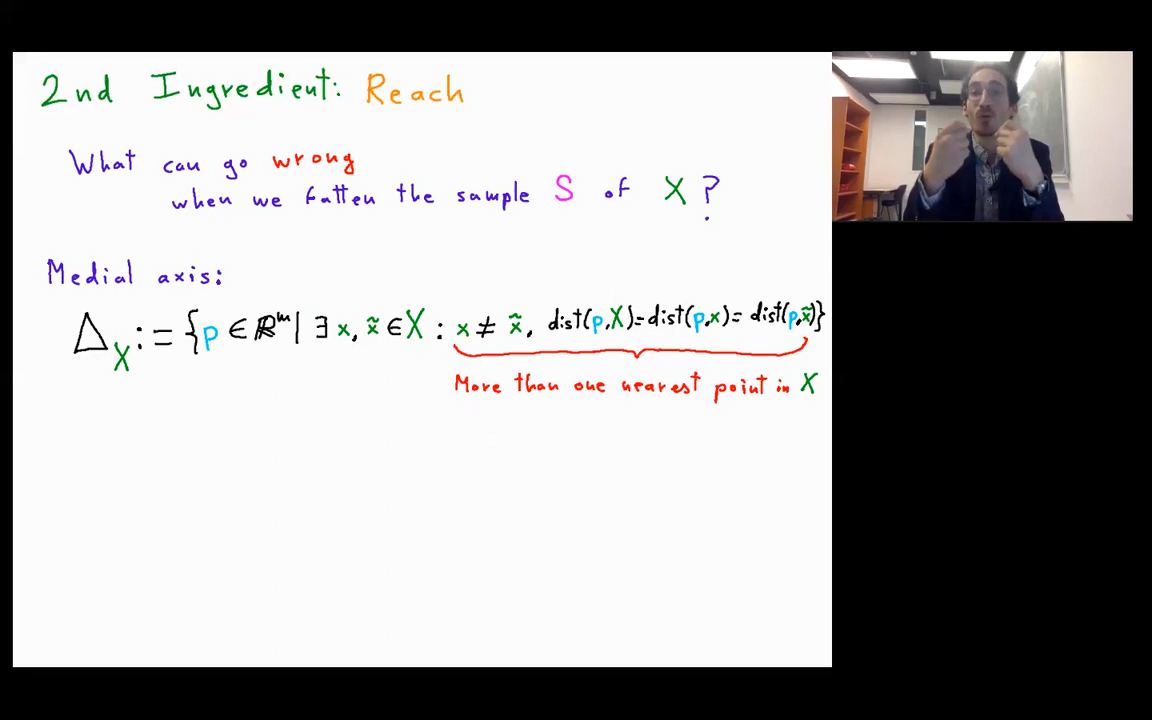 2nd Ingredient: Reach
What can go wrong
when we fatten the sample S of X?
Medial axis:
Δ_X := {p ∈ ℝᵐ | ∃ x, x̃ ∈ X : x ≠ x̃, dist(p,X)=dist(p,x)= dist(p,x̃)}
More than one nearest point in X